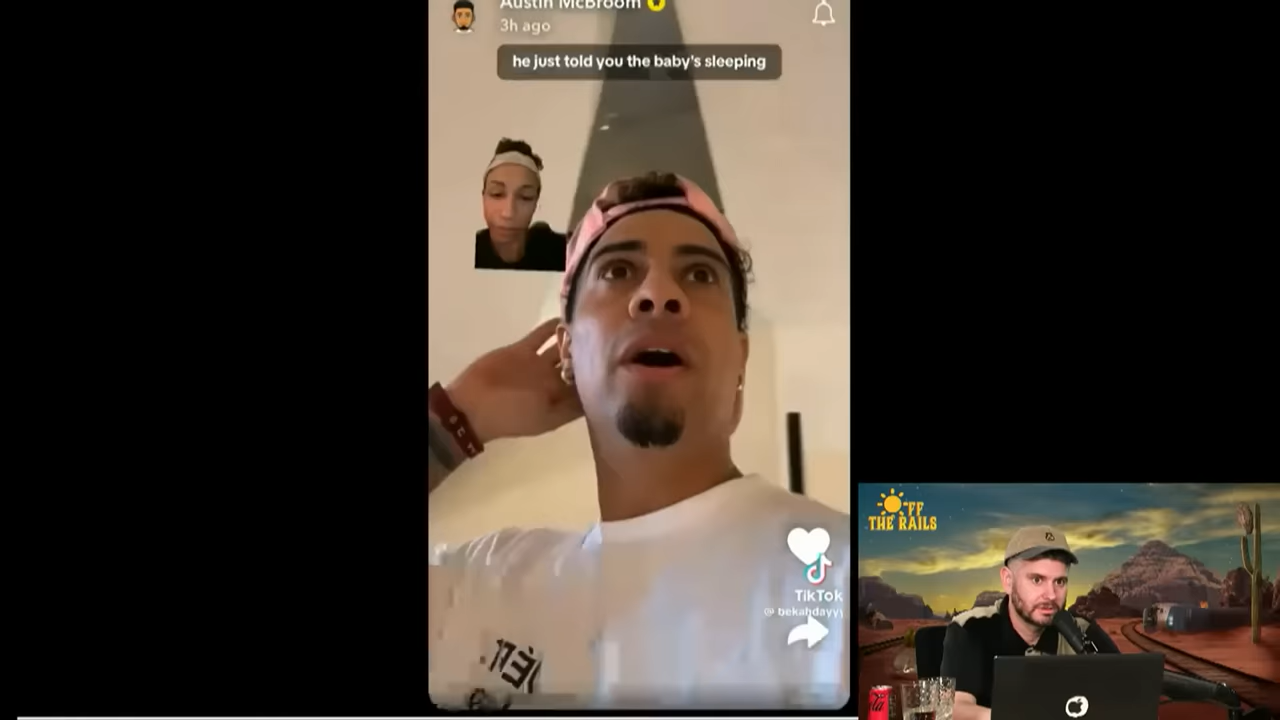 Austin McBroom
3h ago
he just told you the baby's sleeping
TikTok
@bekahdayyy
OFF
THE RAILS